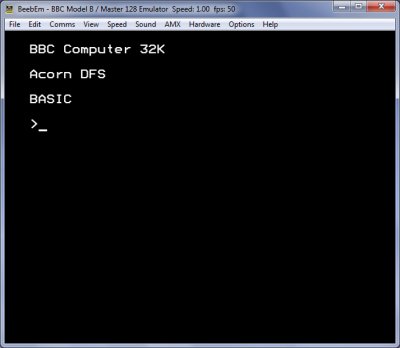 BeebEm - BBC Model B / Master 128 Emulator  Speed: 1.00  fps: 50
File Edit Comms View Speed Sound AMX Hardware Options Help
BBC Computer 32K
Acorn DFS
BASIC
>_